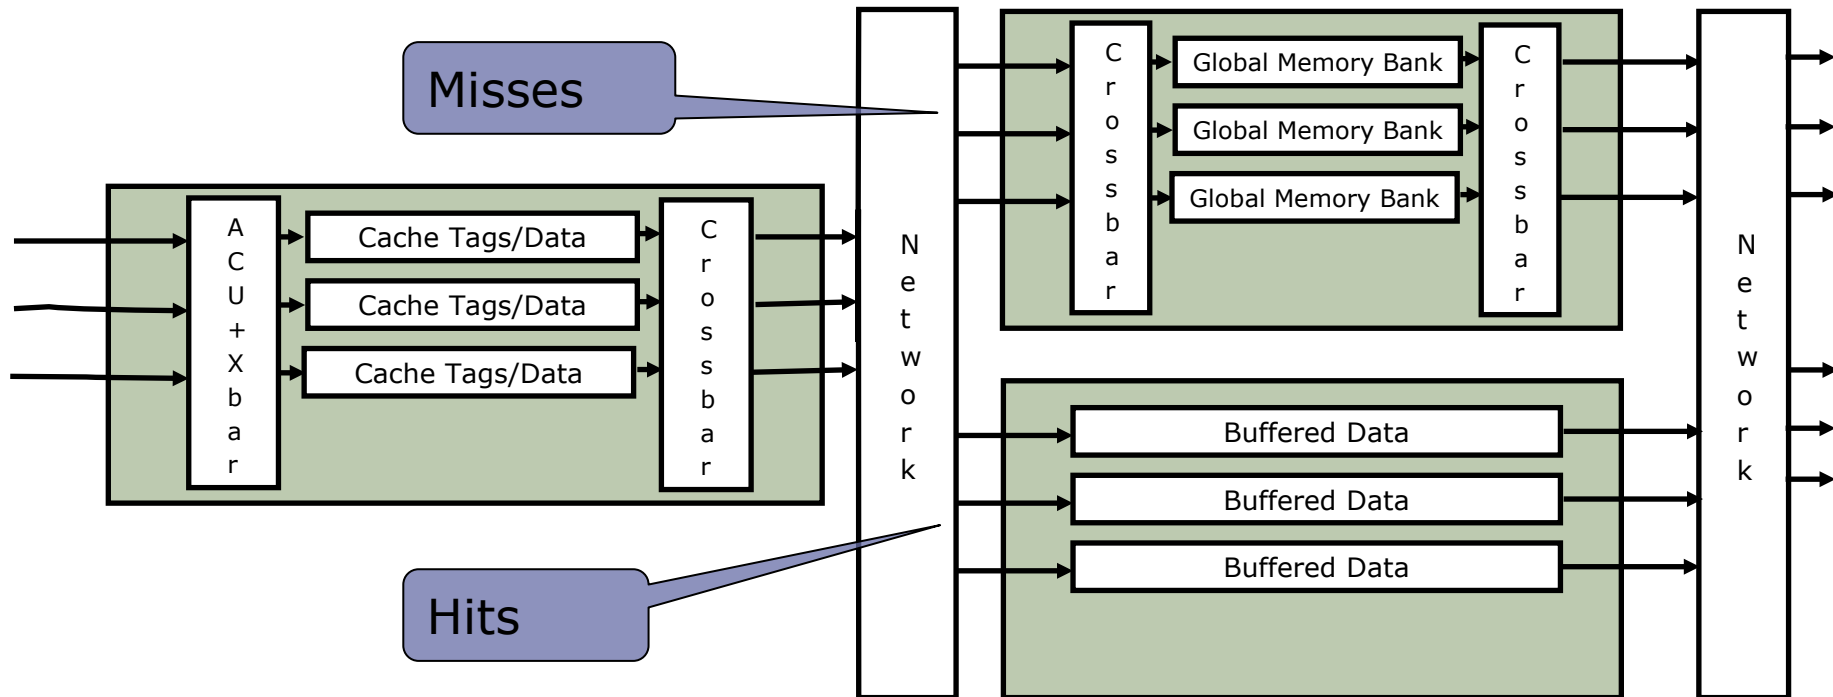 Misses
Hits
ACU+Xbar
Cache Tags/Data
Cache Tags/Data
Cache Tags/Data
Crossbar
Network
Crossbar
Global Memory Bank
Global Memory Bank
Global Memory Bank
Crossbar
Buffered Data
Buffered Data
Buffered Data
Network